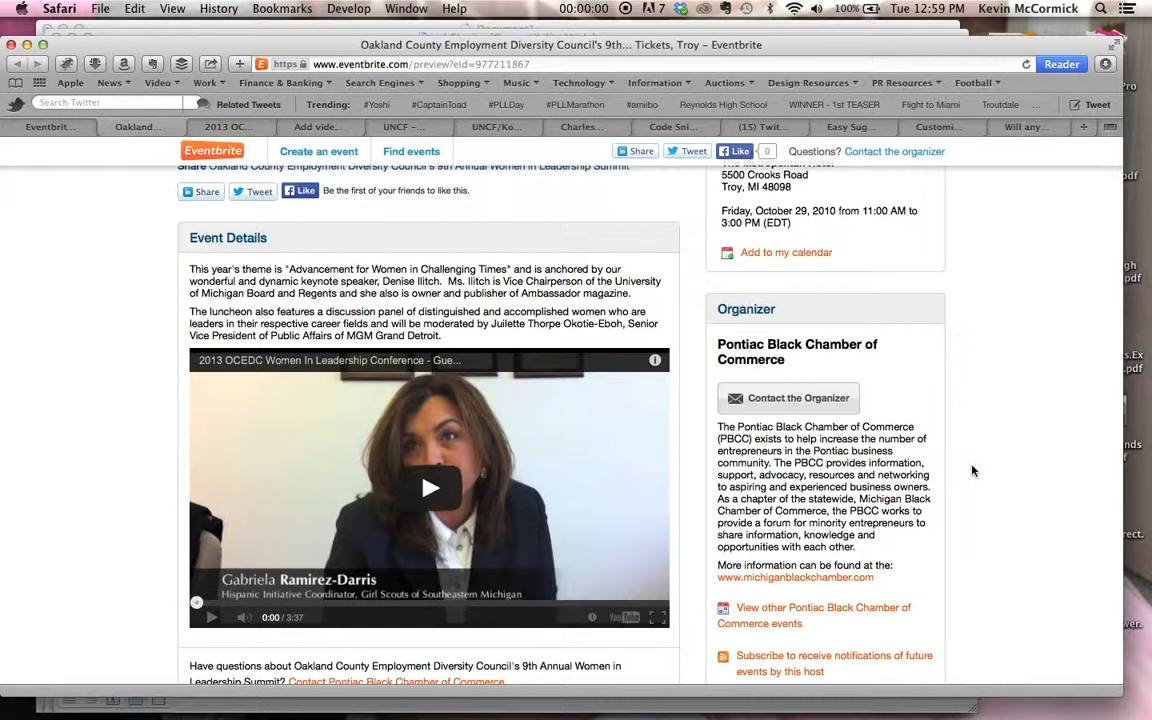 Safari File Edit View History Bookmarks Develop Window Help 00:00:00 7 100% Tue 12:59 PM Kevin McCormick
Oakland County Employment Diversity Council's 9th... Tickets, Troy – Eventbrite
https www.eventbrite.com/preview?eid=977211867 Reader
Apple News Video Work Finance & Banking Search Engines Shopping Music Technology Information Auctions Design Resources PR Resources Football
Search Twitter Related Tweets Trending: #Yoshi #CaptainToad #PLLDay #PLLMarathon #amiibo Reynolds High School WINNER - 1st TEASER Flight to Miami Troutdale ... Tweet
Eventbrit... Oakland... 2013 OC... Add vide... UNCF –... UNCF/Ko... Charles... Code Sni... (15) Twit... Easy Sug... Customi... Will any...
Eventbrite Create an event Find events Share Tweet Like 0 Questions? Contact the organizer
Share Oakland County Employment Diversity Council's 9th Annual Women in Leadership Summit
Share Tweet Like Be the first of your friends to like this.
Event Details
This year's theme is "Advancement for Women in Challenging Times" and is anchored by our
wonderful and dynamic keynote speaker, Denise Ilitch. Ms. Ilitch is Vice Chairperson of the University
of Michigan Board and Regents and she also is owner and publisher of Ambassador magazine.
The luncheon also features a discussion panel of distinguished and accomplished women who are
leaders in their respective career fields and will be moderated by Juilette Thorpe Okotie-Eboh, Senior
Vice President of Public Affairs of MGM Grand Detroit.
2013 OCEDC Women In Leadership Conference - Gue...
Gabriela Ramirez-Darris
Hispanic Initiative Coordinator, Girl Scouts of Southeastern Michigan
0:00 / 3:37 YouTube
Have questions about Oakland County Employment Diversity Council's 9th Annual Women in
Leadership Summit? Contact Pontiac Black Chamber of Commerce
The Metropolitan Hotel
5500 Crooks Road
Troy, MI 48098
Friday, October 29, 2010 from 11:00 AM to
3:00 PM (EDT)
Add to my calendar
Organizer
Pontiac Black Chamber of
Commerce
Contact the Organizer
The Pontiac Black Chamber of Commerce
(PBCC) exists to help increase the number of
entrepreneurs in the Pontiac business
community. The PBCC provides information,
support, advocacy, resources and networking
to aspiring and experienced business owners.
As a chapter of the statewide, Michigan Black
Chamber of Commerce, the PBCC works to
provide a forum for minority entrepreneurs to
share information, knowledge and
opportunities with each other.
More information can be found at the:
www.michiganblackchamber.com
View other Pontiac Black Chamber of
Commerce events
Subscribe to receive notifications of future
events by this host